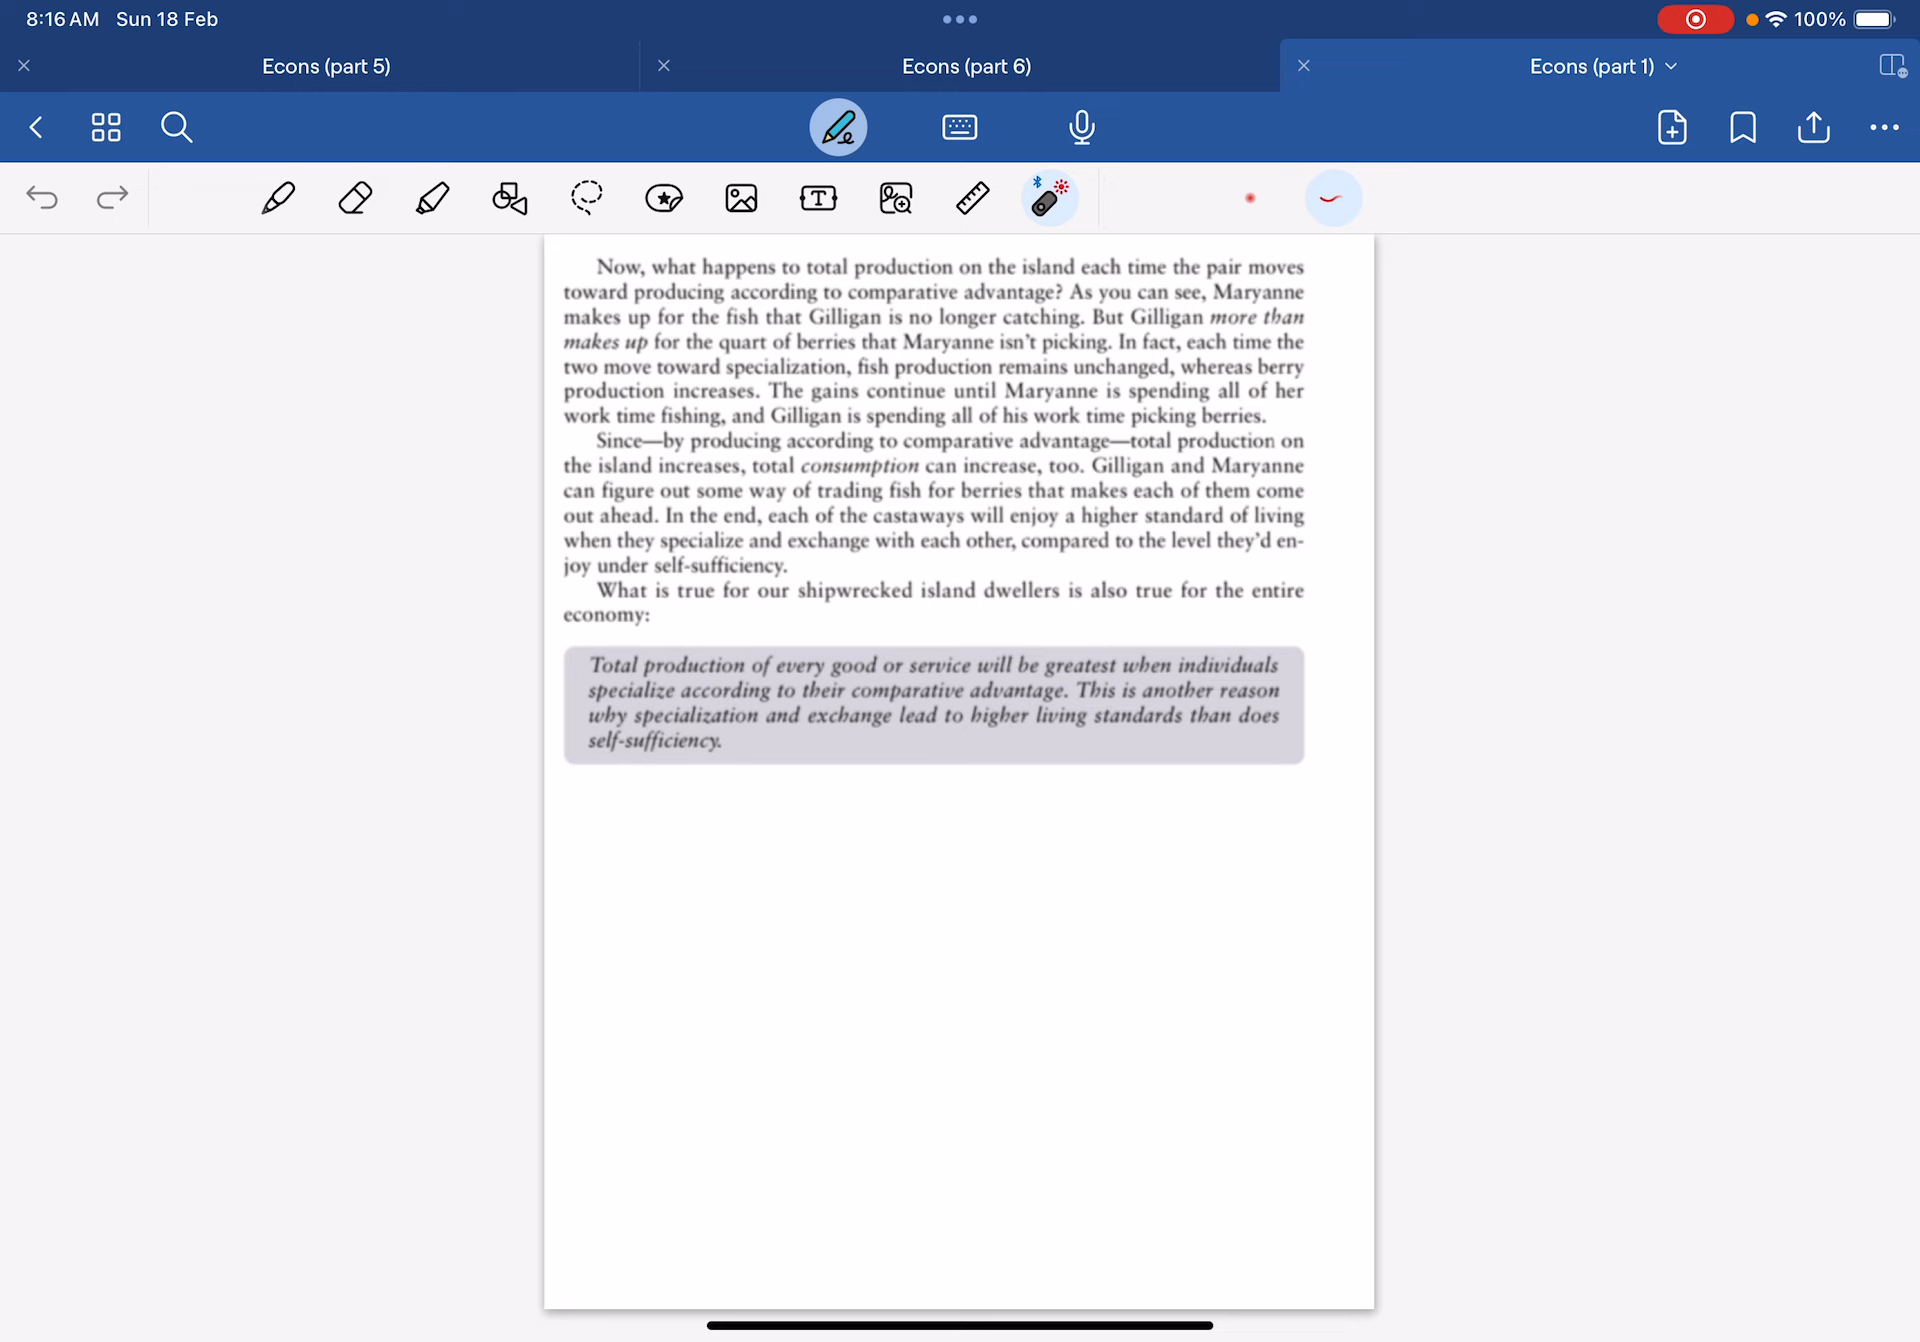 8:16 AM Sun 18 Feb
100%
Econs (part 5)
Econs (part 6)
Econs (part 1)
Now, what happens to total production on the island each time the pair moves
toward producing according to comparative advantage? As you can see, Maryanne
makes up for the fish that Gilligan is no longer catching. But Gilligan more than
makes up for the quart of berries that Maryanne isn't picking. In fact, each time the
two move toward specialization, fish production remains unchanged, whereas berry
production increases. The gains continue until Maryanne is spending all of her
work time fishing, and Gilligan is spending all of his work time picking berries.
Since—by producing according to comparative advantage—total production on
the island increases, total consumption can increase, too. Gilligan and Maryanne
can figure out some way of trading fish for berries that makes each of them come
out ahead. In the end, each of the castaways will enjoy a higher standard of living
when they specialize and exchange with each other, compared to the level they'd en-
joy under self-sufficiency.
What is true for our shipwrecked island dwellers is also true for the entire
economy:
Total production of every good or service will be greatest when individuals
specialize according to their comparative advantage. This is another reason
why specialization and exchange lead to higher living standards than does
self-sufficiency.